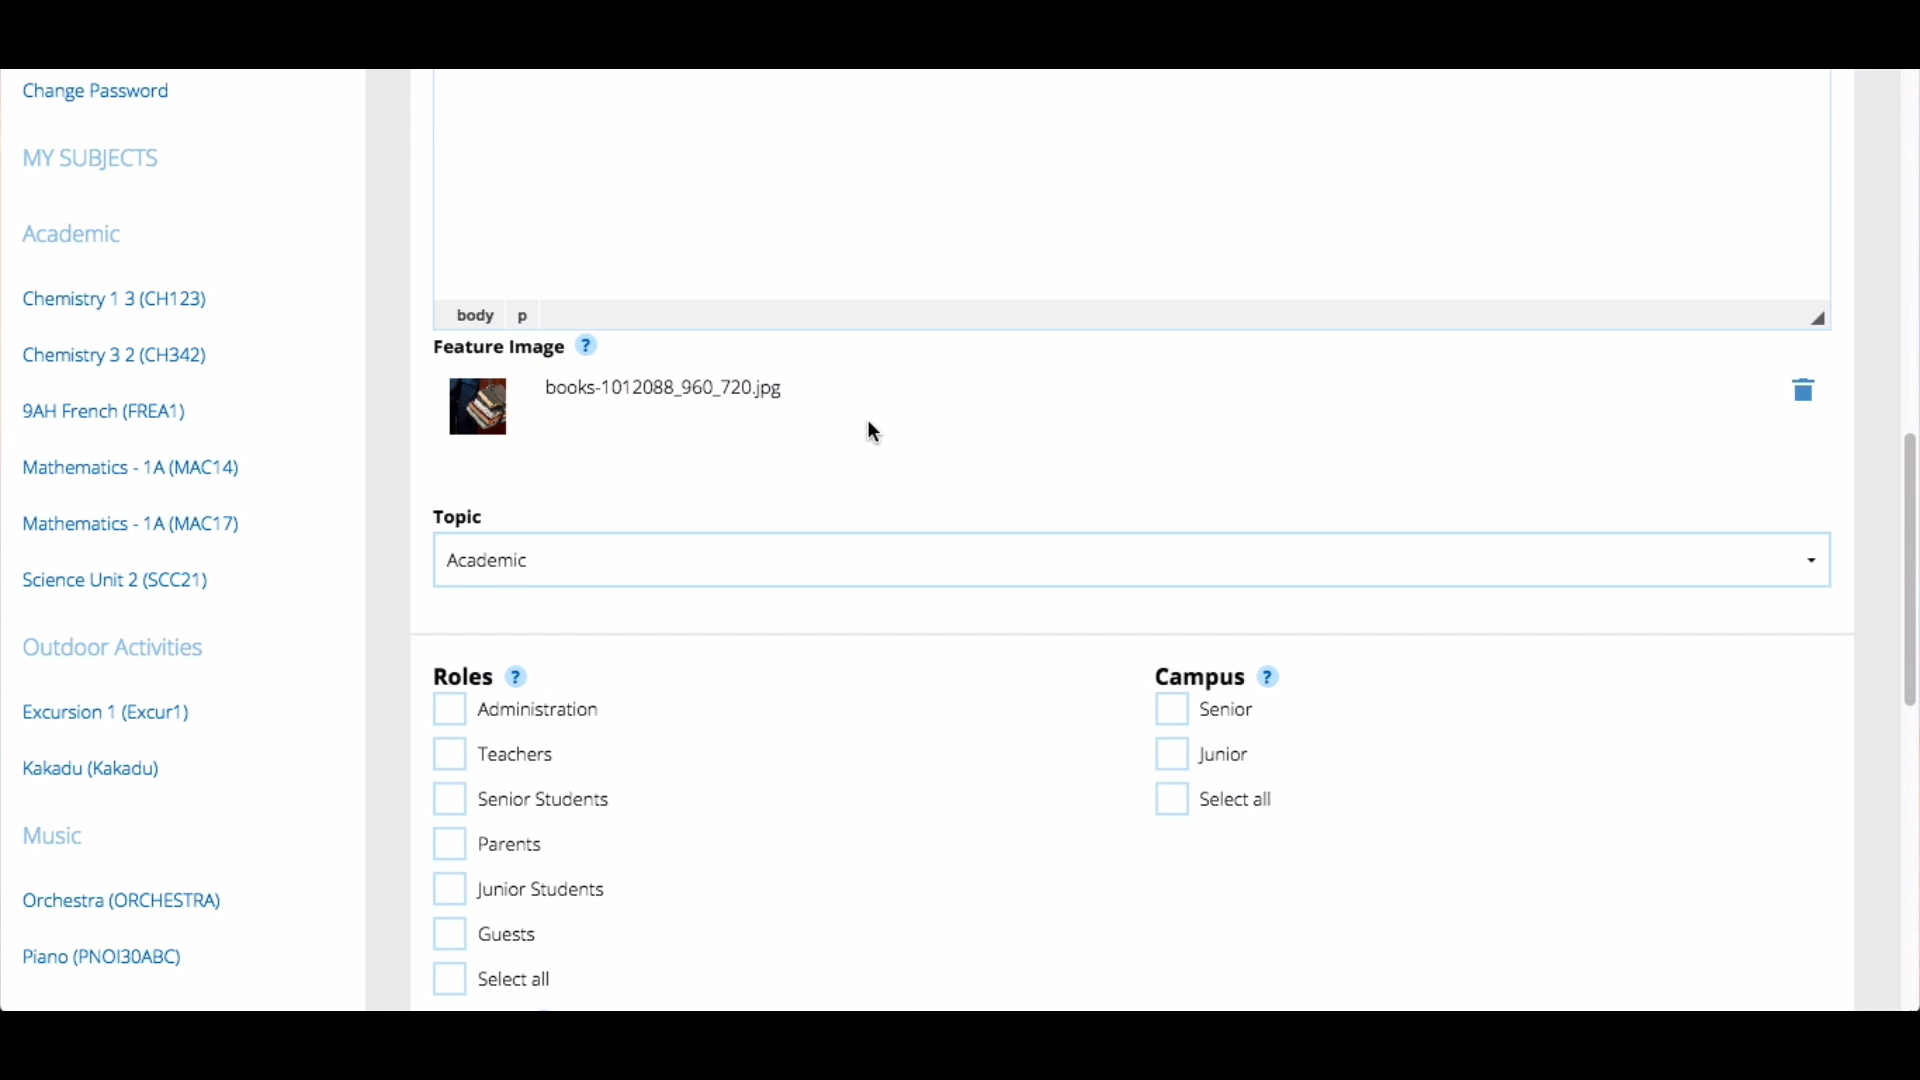 Change Password
MY SUBJECTS
Academic
Chemistry 1 3 (CH123)
Chemistry 3 2 (CH342)
9AH French (FREA1)
Mathematics - 1A (MAC14)
Mathematics - 1A (MAC17)
Science Unit 2 (SCC21)
Outdoor Activities
Excursion 1 (Excur1)
Kakadu (Kakadu)
Music
Orchestra (ORCHESTRA)
Piano (PNOI30ABC)
body p
Feature Image ?
books-1012088_960_720.jpg
Topic
Academic
Roles ?
Administration
Teachers
Senior Students
Parents
Junior Students
Guests
Select all
Campus ?
Senior
Junior
Select all